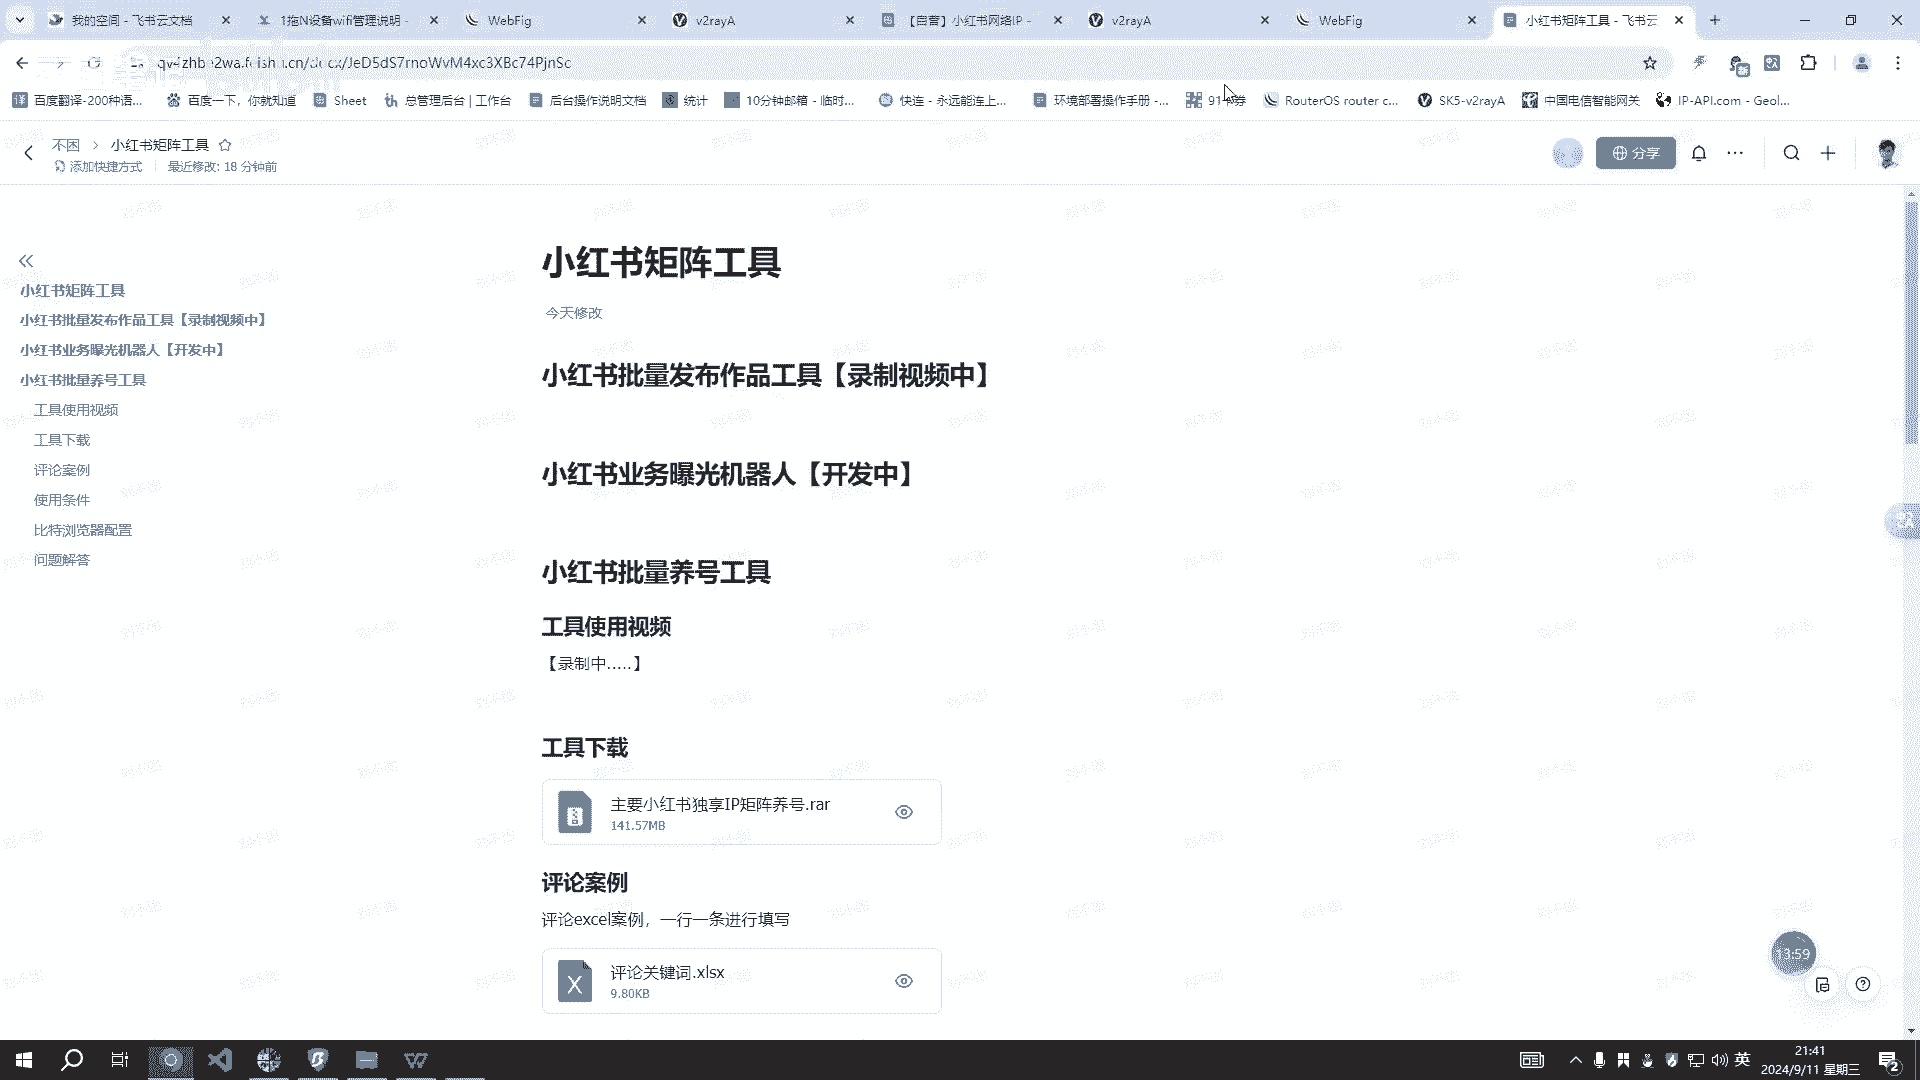 我的空间 - 飞书云文档
1拖N设备wifi管理说明 -
WebFig
v2rayA
【自营】小红书网络IP -
v2rayA
WebFig
小红书矩阵工具 - 飞书云
百度翻译-200种语...
百度一下，你就知道
Sheet
总管理后台 | 工作台
后台操作说明文档
统计
10分钟邮箱 - 临时...
快连 - 永远能连上...
环境部署操作手册 -...
RouterOS router c...
SK5-v2rayA
中国电信智能网关
IP-API.com - Geol...
不困
小红书矩阵工具
添加快捷方式
最近修改: 18 分钟前
分享
小红书矩阵工具
小红书批量发布作品工具【录制视频中】
小红书业务曝光机器人【开发中】
小红书批量养号工具
工具使用视频
工具下载
评论案例
使用条件
比特浏览器配置
问题解答
小红书矩阵工具
今天修改
小红书批量发布作品工具【录制视频中】
小红书业务曝光机器人【开发中】
小红书批量养号工具
工具使用视频
【录制中.....】
工具下载
主要小红书独享IP矩阵养号.rar
141.57MB
评论案例
评论excel案例，一行一条进行填写
评论关键词.xlsx
9.80KB
13:59
英
21:41
2024/9/11 星期三
2